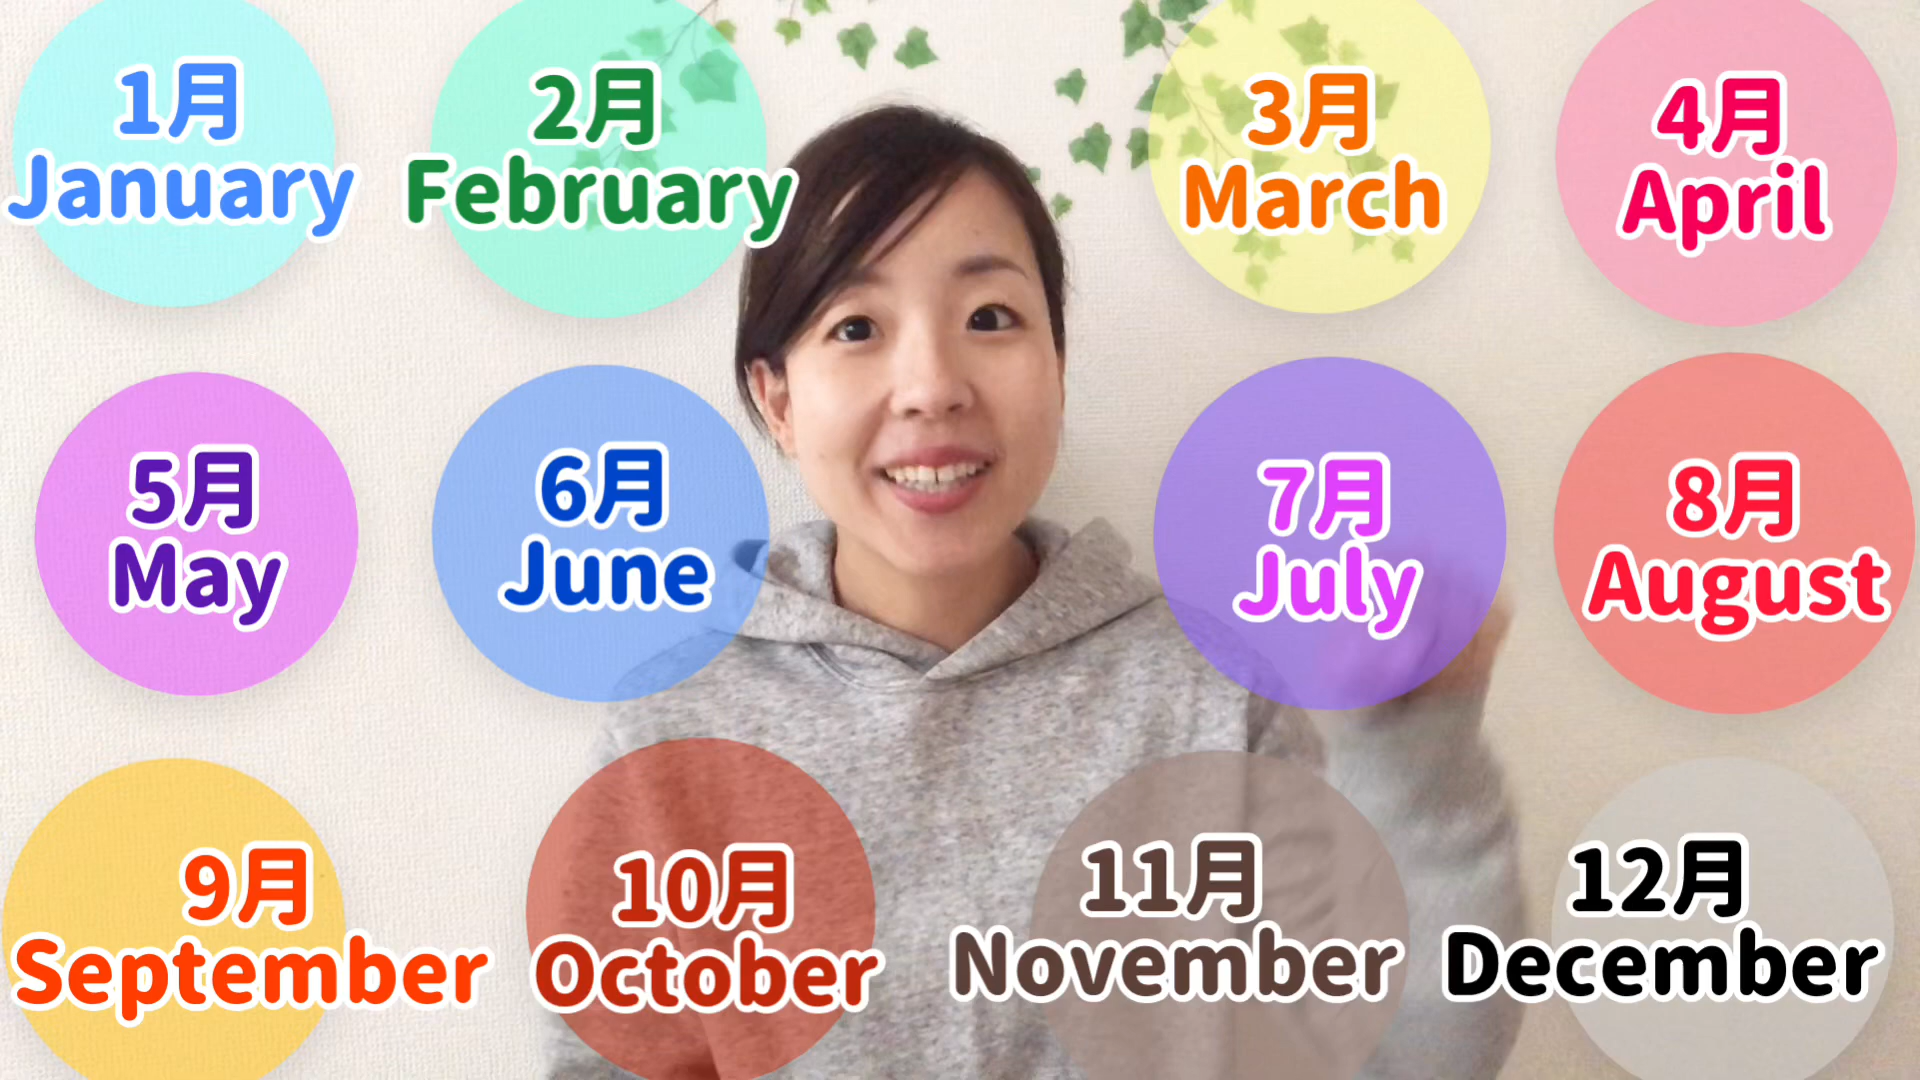 1月
January
2月
February
3月
March
4月
April
5月
May
6月
June
7月
July
8月
August
9月
September
10月
October
11月
November
12月
December